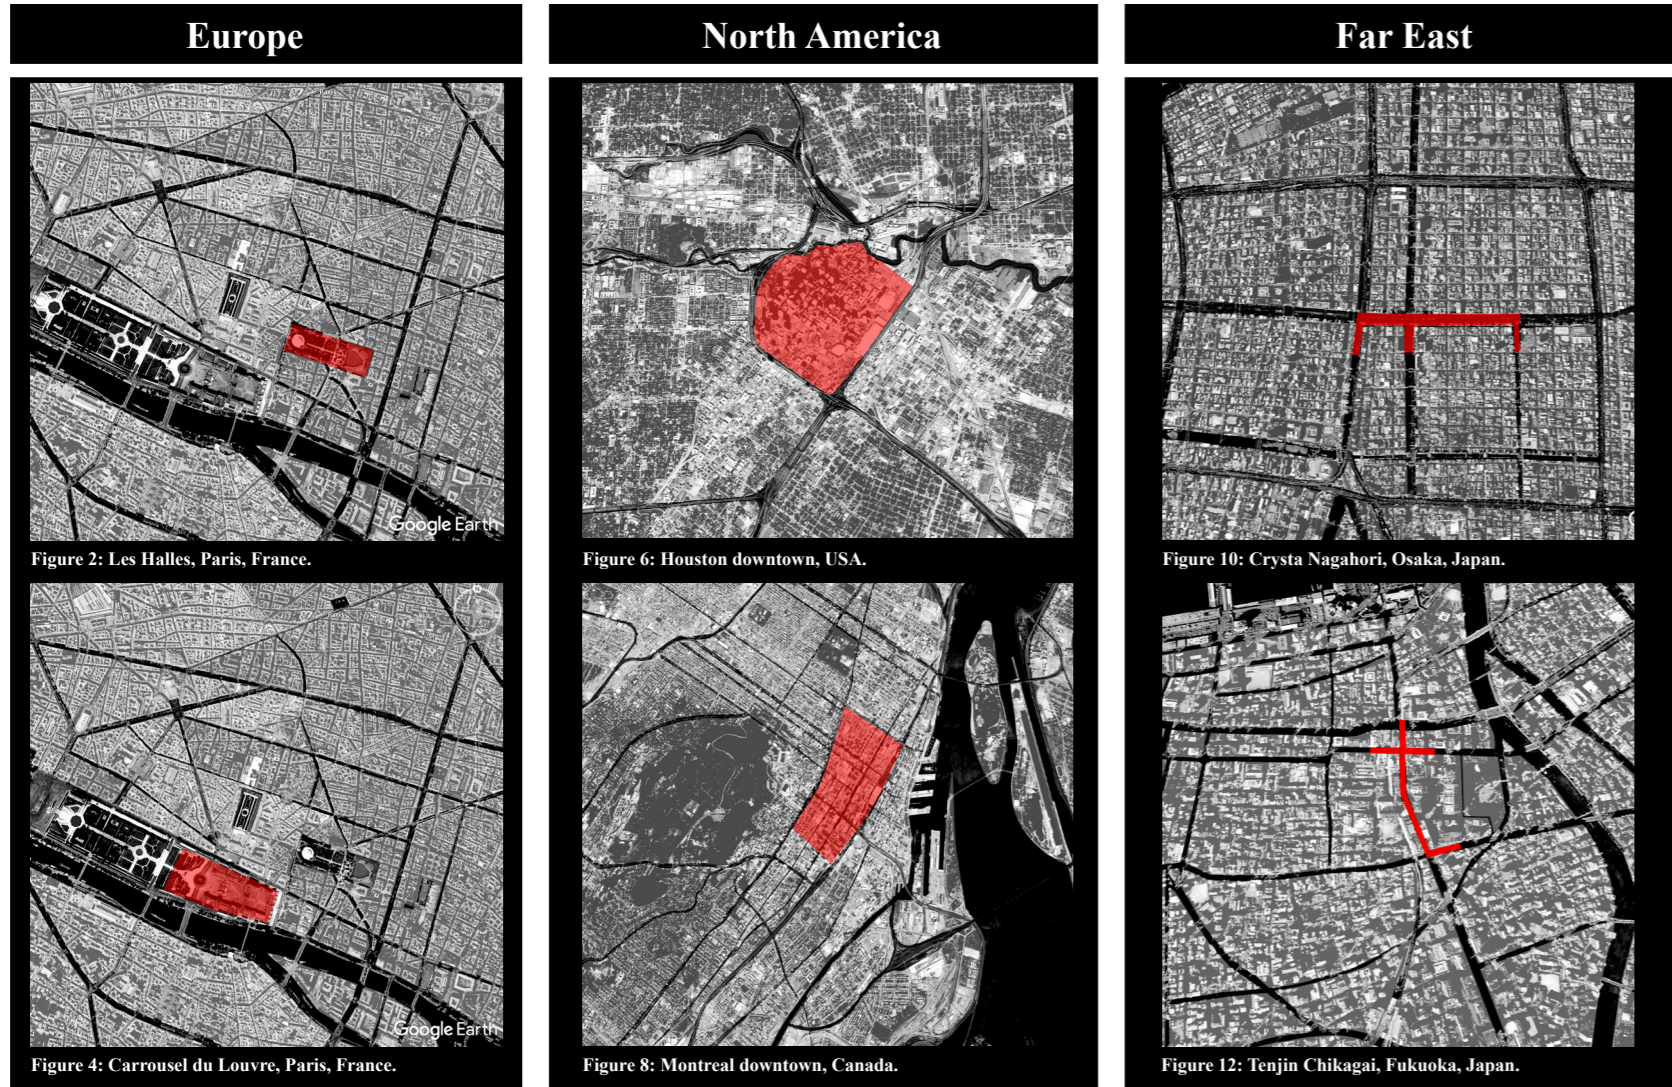 Europe
North America
Far East
Google Earth
Figure 2: Les Halles, Paris, France.
Figure 6: Houston downtown, USA.
Figure 10: Crysta Nagahori, Osaka, Japan.
Google Earth
Figure 4: Carrousel du Louvre, Paris, France.
Figure 8: Montreal downtown, Canada.
Figure 12: Tenjin Chikagai, Fukuoka, Japan.